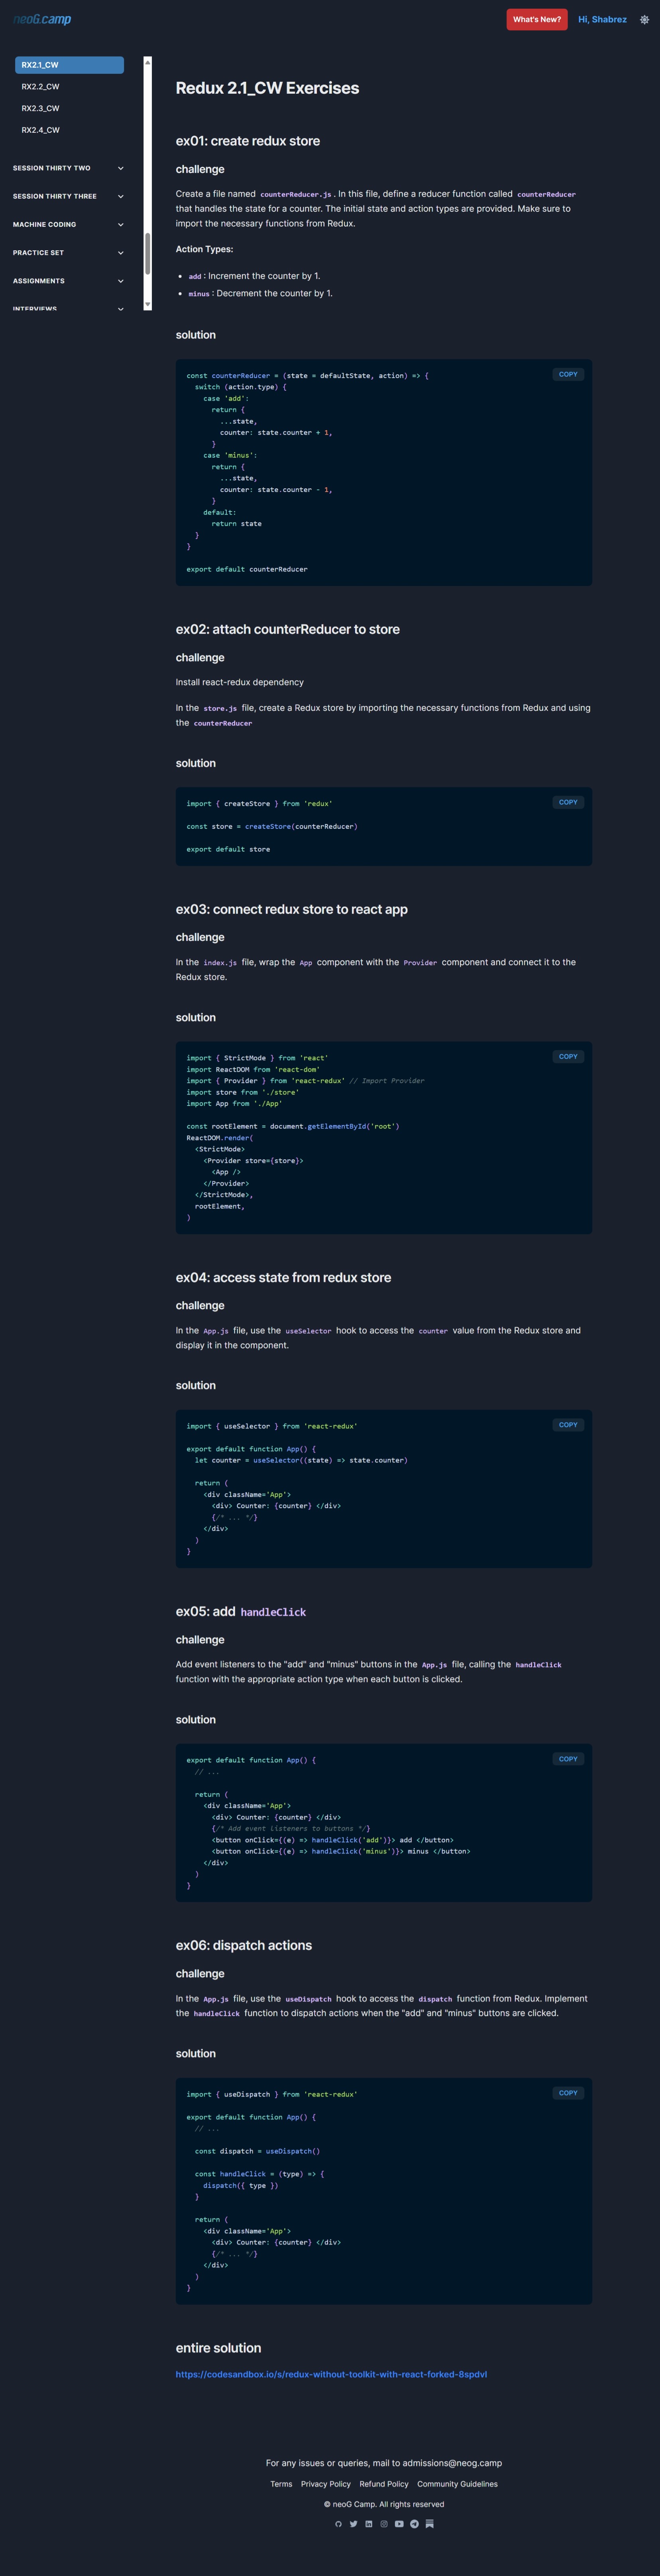 neoG.camp
What's New?
Hi, Shabrez
RX2.1_CW
RX2.2_CW
RX2.3_CW
RX2.4_CW
SESSION THIRTY TWO
SESSION THIRTY THREE
MACHINE CODING
PRACTICE SET
ASSIGNMENTS
INTERVIEWS
Redux 2.1_CW Exercises
ex01: create redux store
challenge
Create a file named counterReducer.js. In this file, define a reducer function called counterReducer
that handles the state for a counter. The initial state and action types are provided. Make sure to
import the necessary functions from Redux.
Action Types:
• add : Increment the counter by 1.
• minus : Decrement the counter by 1.
solution
COPY
const counterReducer = (state = defaultState, action) => {
  switch (action.type) {
    case 'add':
      return {
        ...state,
        counter: state.counter + 1,
      }
    case 'minus':
      return {
        ...state,
        counter: state.counter - 1,
      }
    default:
      return state
  }
}
export default counterReducer
ex02: attach counterReducer to store
challenge
Install react-redux dependency
In the store.js file, create a Redux store by importing the necessary functions from Redux and using
the counterReducer
solution
COPY
import { createStore } from 'redux'
const store = createStore(counterReducer)
export default store
ex03: connect redux store to react app
challenge
In the index.js file, wrap the App component with the Provider component and connect it to the
Redux store.
solution
COPY
import { StrictMode } from 'react'
import ReactDOM from 'react-dom'
import { Provider } from 'react-redux' // Import Provider
import store from './store'
import App from './App'
const rootElement = document.getElementById('root')
ReactDOM.render(
  <StrictMode>
    <Provider store={store}>
      <App />
    </Provider>
  </StrictMode>,
  rootElement,
)
ex04: access state from redux store
challenge
In the App.js file, use the useSelector hook to access the counter value from the Redux store and
display it in the component.
solution
COPY
import { useSelector } from 'react-redux'
export default function App() {
  let counter = useSelector((state) => state.counter)
  return (
    <div className='App'>
      <div> Counter: {counter} </div>
      {/* ... */}
    </div>
  )
}
ex05: add handleClick
challenge
Add event listeners to the "add" and "minus" buttons in the App.js file, calling the handleClick
function with the appropriate action type when each button is clicked.
solution
COPY
export default function App() {
  // ...
  return (
    <div className='App'>
      <div> Counter: {counter} </div>
      {/* Add event listeners to buttons */}
      <button onClick={(e) => handleClick('add')}> add </button>
      <button onClick={(e) => handleClick('minus')}> minus </button>
    </div>
  )
}
ex06: dispatch actions
challenge
In the App.js file, use the useDispatch hook to access the dispatch function from Redux. Implement
the handleClick function to dispatch actions when the "add" and "minus" buttons are clicked.
solution
COPY
import { useDispatch } from 'react-redux'
export default function App() {
  // ...
  const dispatch = useDispatch()
  const handleClick = (type) => {
    dispatch({ type })
  }
  return (
    <div className='App'>
      <div> Counter: {counter} </div>
      {/* ... */}
    </div>
  )
}
entire solution
https://codesandbox.io/s/redux-without-toolkit-with-react-forked-8spdvl
For any issues or queries, mail to admissions@neog.camp
Terms Privacy Policy Refund Policy Community Guidelines
© neoG Camp. All rights reserved